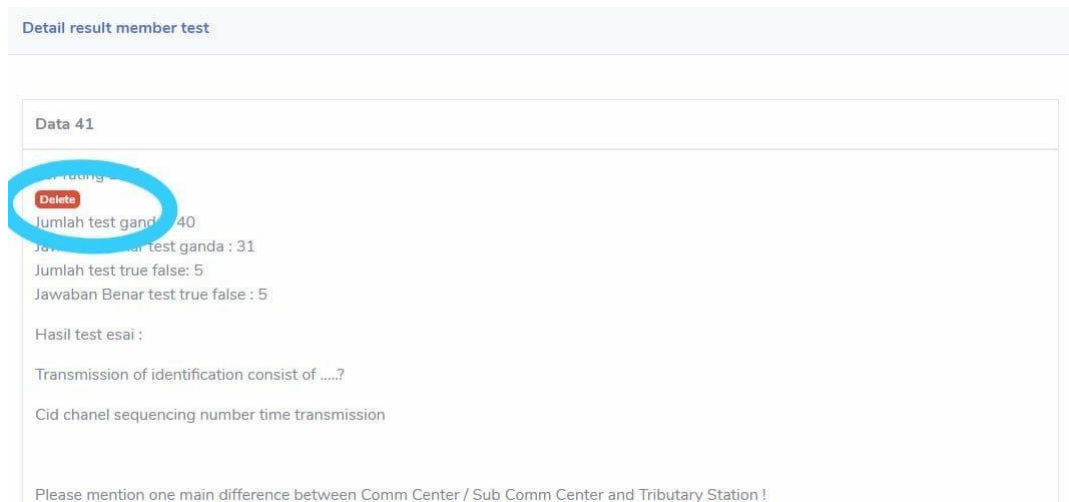 Detail result member test
Data 41
rating
Delete
Jumlah test ganda 40
test ganda : 31
Jumlah test true false: 5
Jawaban Benar test true false : 5
Hasil test esai :
Transmission of identification consist of .....?
Cid chanel sequencing number time transmission
Please mention one main difference between Comm Center / Sub Comm Center and Tributary Station !